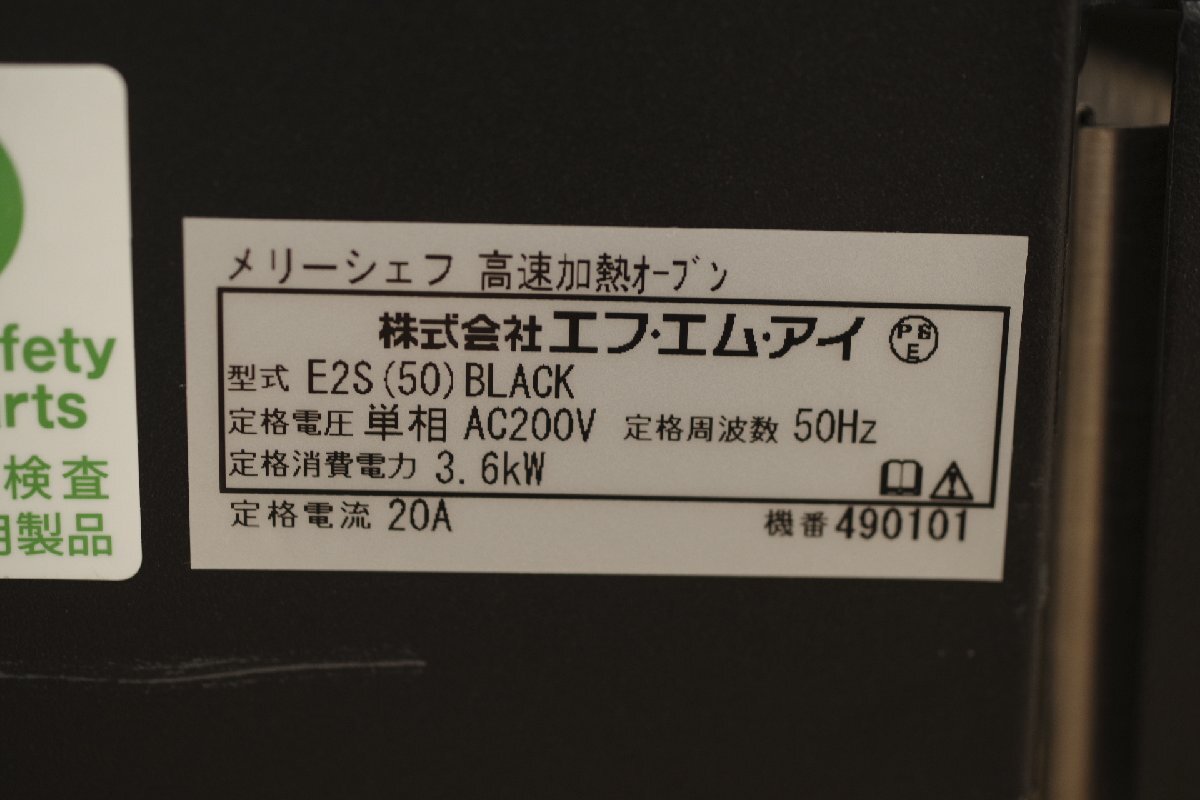 fety
rts
検査
用製品
メリーシェフ 高速加熱オーブン
株式会社エフ・エム・アイ PSE
型式 E2S(50)BLACK
定格電圧 単相 AC200V 定格周波数 50Hz
定格消費電力 3.6kW
定格電流 20A 機番490101